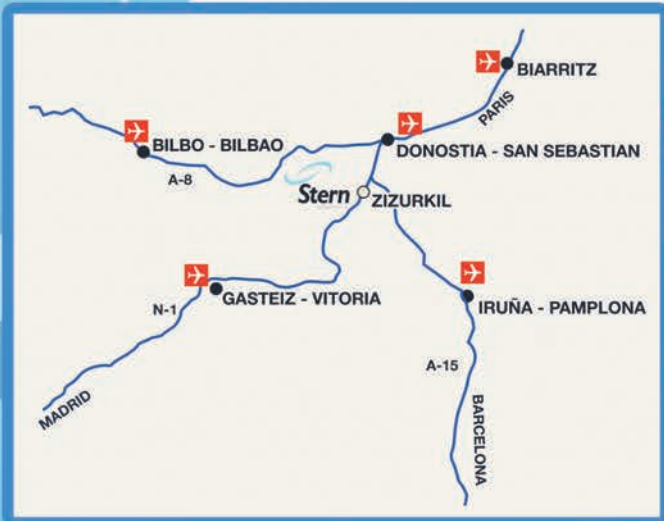 BIARRITZ
PARIS
BILBO - BILBAO
DONOSTIA - SAN SEBASTIAN
A-8
Stern
ZIZURKIL
GASTEIZ - VITORIA
IRUÑA - PAMPLONA
N-1
A-15
MADRID
BARCELONA